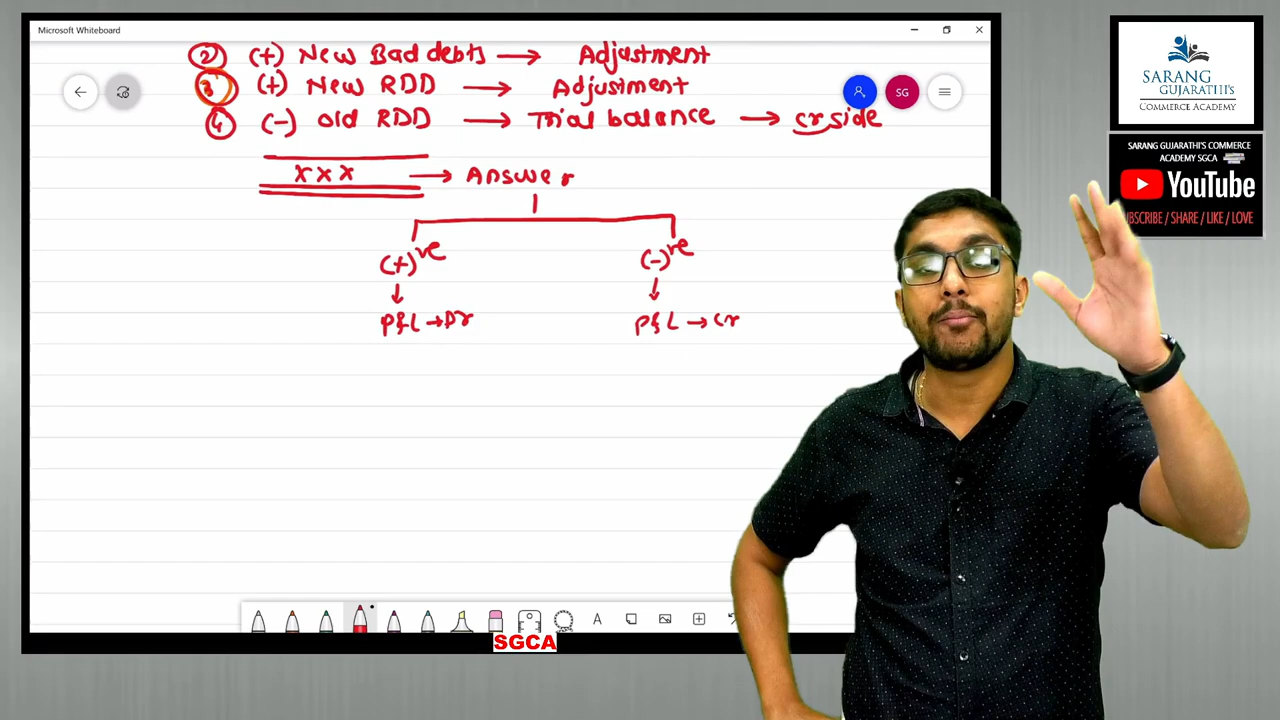 Microsoft Whiteboard
② (+) New Bad debts → Adjustment
③ (+) New RDD → Adjustment
④ (-) old RDD → Trial balance → cr side
x x x → Answer
(+)ve (-)ve
↓ ↓
P&L → Dr P&L → Cr
SG
A
SGCA
SARANG
GUJARATHI'S
COMMERCE ACADEMY
SARANG GUJARATHI'S COMMERCE
ACADEMY SGCA
YouTube
SUBSCRIBE / SHARE / LIKE / LOVE